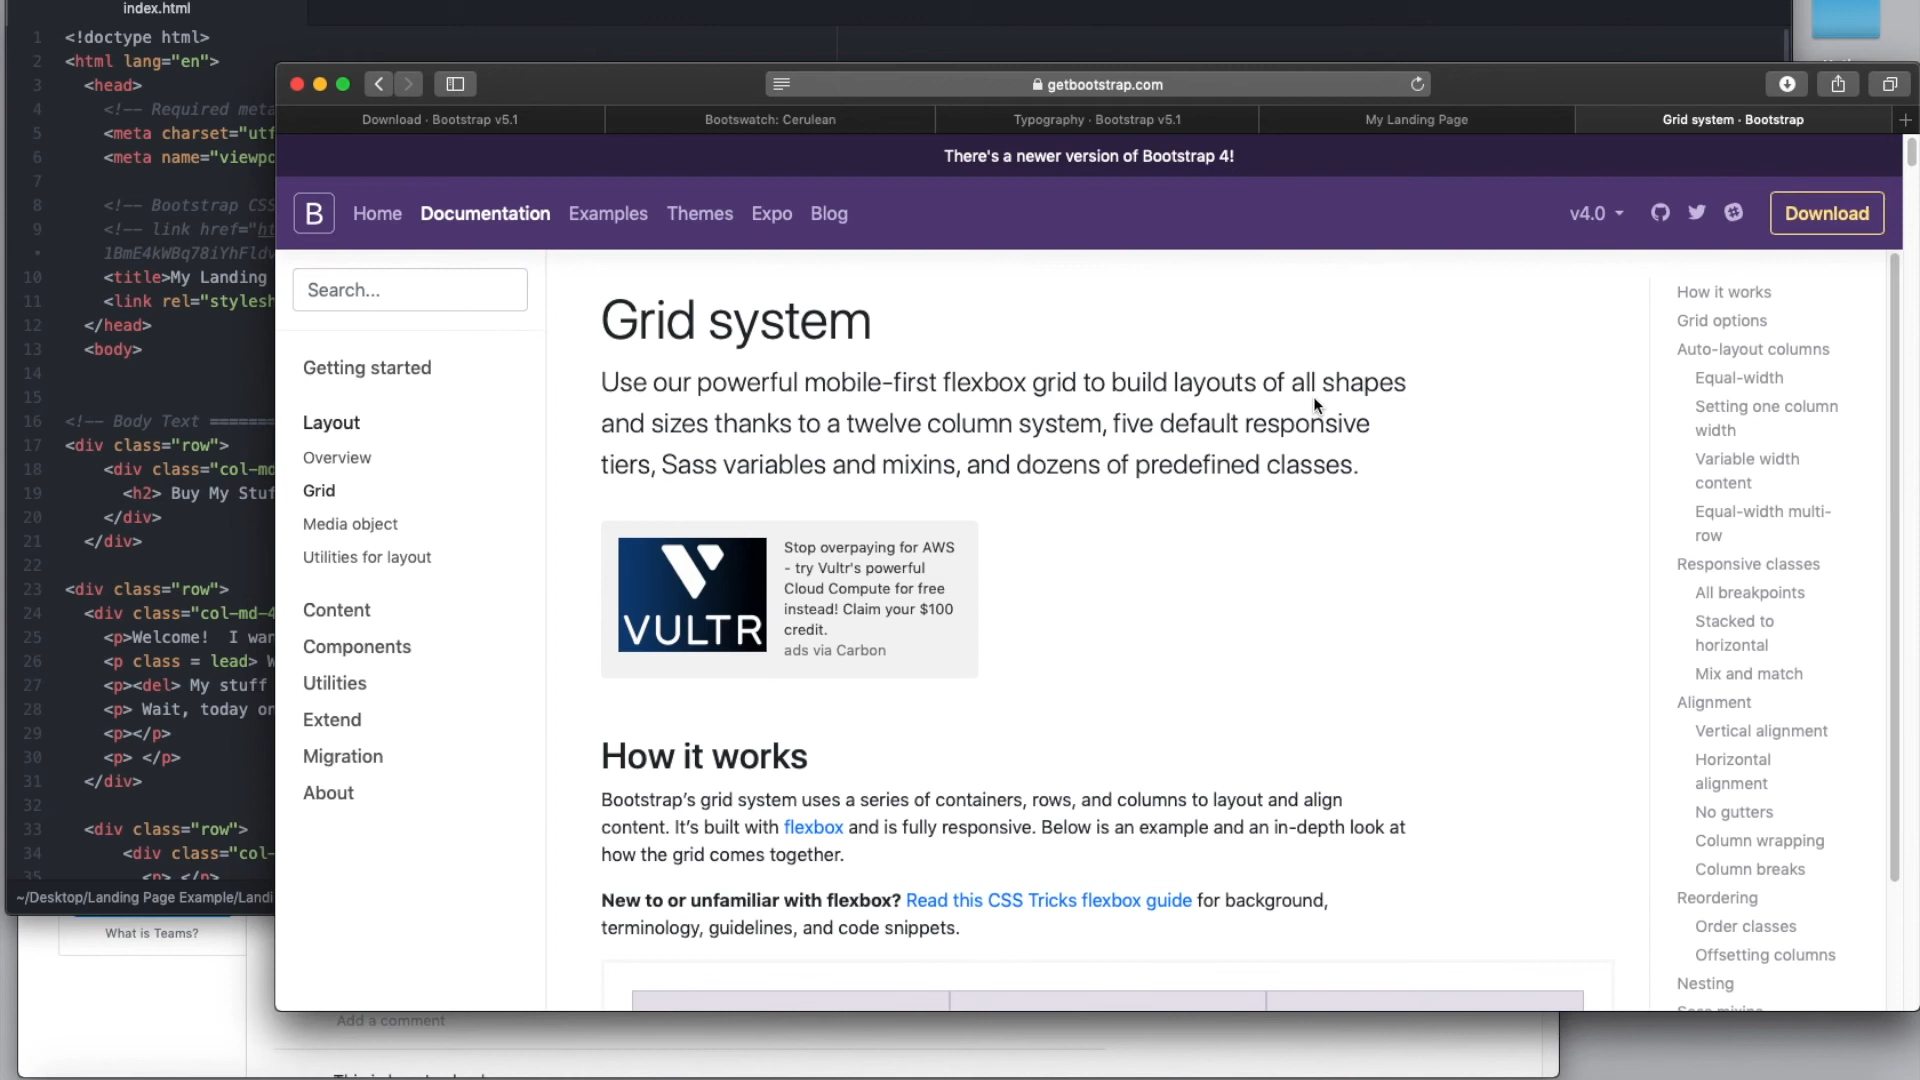 index.html
1 <!doctype html>
2 <html lang="en">
3 <head>
4 <!-- Required meta
5 <meta charset="utf
6 <meta name="viewpo
7
8 <!-- Bootstrap CSS
9 <!-- link href="ht
1BmE4kWBq78iYhFldv
10 <title>My Landing
11 <link rel="stylesh
12 </head>
13 <body>
14
15
16 <!-- Body Text =======
17 <div class="row">
18 <div class="col-md
19 <h2> Buy My Stuf
20 </div>
21 </div>
22
23 <div class="row">
24 <div class="col-md-4
25 <p>Welcome! I wan
26 <p class = lead> W
27 <p><del> My stuff
28 <p> Wait, today on
29 <p></p>
30 <p> </p>
31 </div>
32
33 <div class="row">
34 <div class="col-
35 <p> </p>
~/Desktop/Landing Page Example/Landi
What is Teams?
Add a comment
getbootstrap.com
Download · Bootstrap v5.1
Bootswatch: Cerulean
Typography · Bootstrap v5.1
My Landing Page
Grid system · Bootstrap
There's a newer version of Bootstrap 4!
B Home Documentation Examples Themes Expo Blog v4.0 Download
Search...
Getting started
Layout
Overview
Grid
Media object
Utilities for layout
Content
Components
Utilities
Extend
Migration
About
Grid system
Use our powerful mobile-first flexbox grid to build layouts of all shapes
and sizes thanks to a twelve column system, five default responsive
tiers, Sass variables and mixins, and dozens of predefined classes.
VULTR
Stop overpaying for AWS
- try Vultr's powerful
Cloud Compute for free
instead! Claim your $100
credit.
ads via Carbon
How it works
Bootstrap’s grid system uses a series of containers, rows, and columns to layout and align
content. It’s built with flexbox and is fully responsive. Below is an example and an in-depth look at
how the grid comes together.
New to or unfamiliar with flexbox? Read this CSS Tricks flexbox guide for background,
terminology, guidelines, and code snippets.
How it works
Grid options
Auto-layout columns
Equal-width
Setting one column
width
Variable width
content
Equal-width multi-
row
Responsive classes
All breakpoints
Stacked to
horizontal
Mix and match
Alignment
Vertical alignment
Horizontal
alignment
No gutters
Column wrapping
Column breaks
Reordering
Order classes
Offsetting columns
Nesting